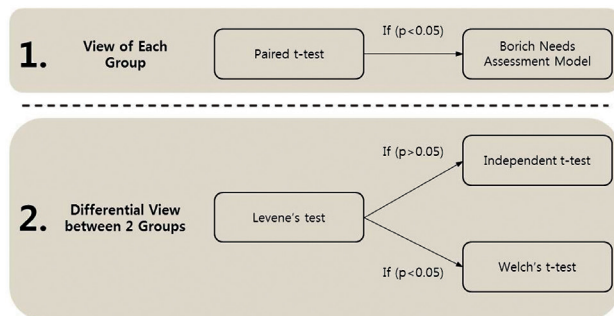 1.
View of Each
Group
Paired t-test
If (p<0.05)
Borich Needs
Assessment Model
2.
Differential View
between 2 Groups
Levene's test
If (p>0.05)
Independent t-test
If (p<0.05)
Welch's t-test